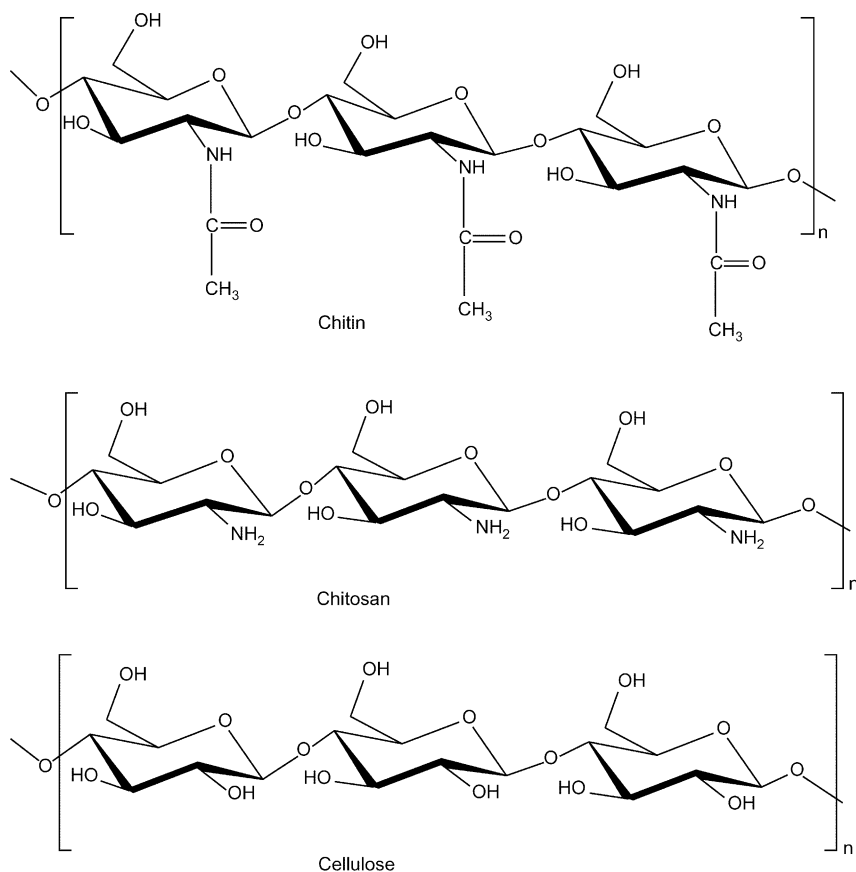 OH
OH
OH
O O O
O O O O
HO HO HO
NH NH NH
C=O C=O C=O
CH3 CH3 CH3
n
Chitin
OH OH OH
O O O
O O O O
HO HO HO
NH2 NH2 NH2
n
Chitosan
OH OH OH
O O O
O O O O
HO HO HO
OH OH OH
n
Cellulose